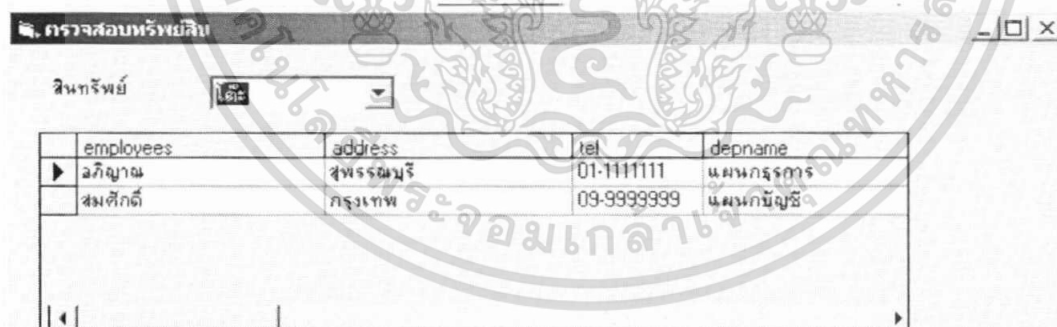 ตรวจสอบทรัพย์สิน
สินทรัพย์ โต๊ะ
employees address tel depname
อภิญาณ สุพรรณบุรี 01-1111111 แผนกธุรการ
สมศักดิ์ กรุงเทพ 09-9999999 แผนกบัญชี